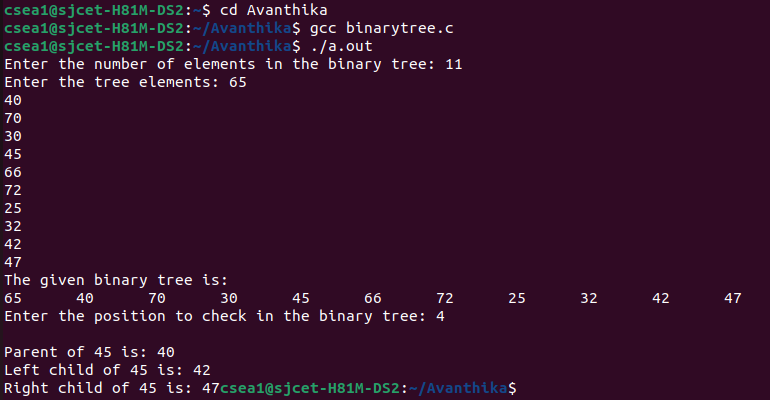 csea1@sjcet-H81M-DS2:~$ cd Avanthika
csea1@sjcet-H81M-DS2:~/Avanthika$ gcc binarytree.c
csea1@sjcet-H81M-DS2:~/Avanthika$ ./a.out
Enter the number of elements in the binary tree: 11
Enter the tree elements: 65
40
70
30
45
66
72
25
32
42
47
The given binary tree is:
65 40 70 30 45 66 72 25 32 42 47
Enter the position to check in the binary tree: 4
Parent of 45 is: 40
Left child of 45 is: 42
Right child of 45 is: 47csea1@sjcet-H81M-DS2:~/Avanthika$